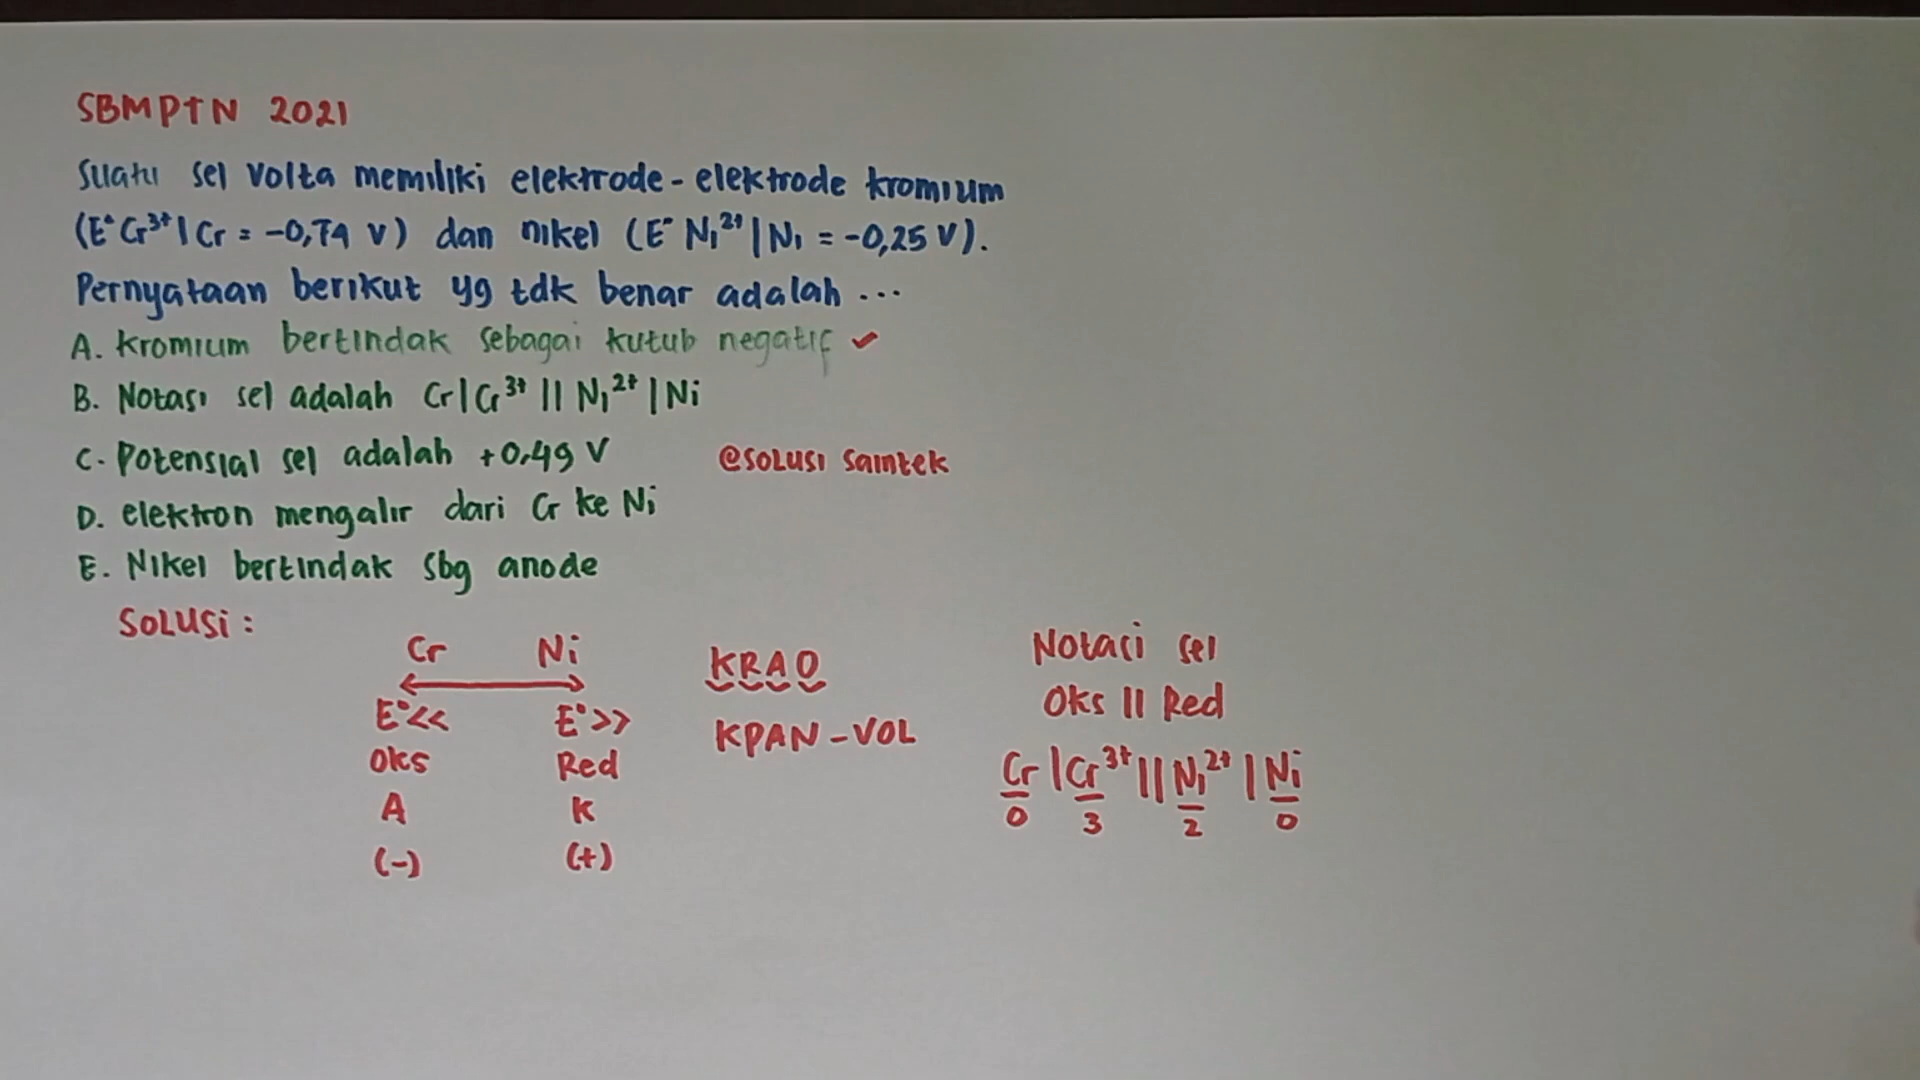 SBMPTN 2021
Suatu sel volta memiliki elektrode-elektrode kromium
(E° Cr³⁺|Cr = -0,74 V) dan nikel (E° Ni²⁺|Ni = -0,25 V).
Pernyataan berikut yg tdk benar adalah ...
A. kromium bertindak sebagai kutub negatif ✓
B. Notasi sel adalah Cr|Cr³⁺ || Ni²⁺|Ni
C. Potensial sel adalah +0,49 V
@solusi saintek
D. elektron mengalir dari Cr ke Ni
E. Nikel bertindak sbg anode
SOLUSi :
Cr Ni
E°<< E°>>
Oks Red
A K
(-) (+)
KRAO
KPAN-VOL
Notasi sel
Oks || Red
Cr|Cr³⁺||Ni²⁺|Ni
0 3 2 0